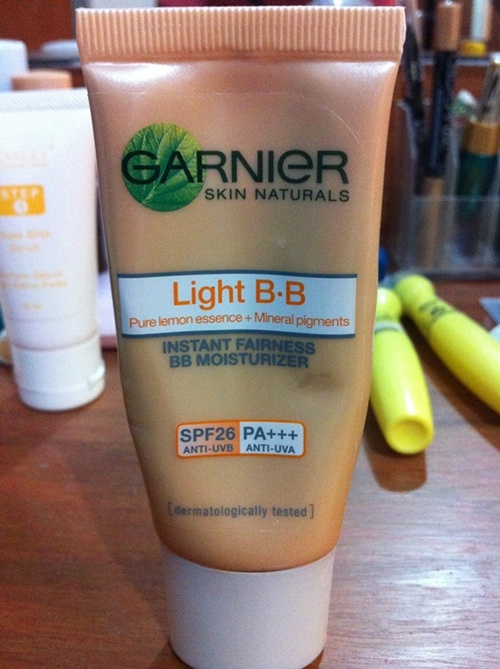 GARNIER
SKIN NATURALS
Light B·B
Pure lemon essence + Mineral pigments
INSTANT FAIRNESS
BB MOISTURIZER
SPF26 PA+++
ANTI-UVB ANTI-UVA
[dermatologically tested]
STEP